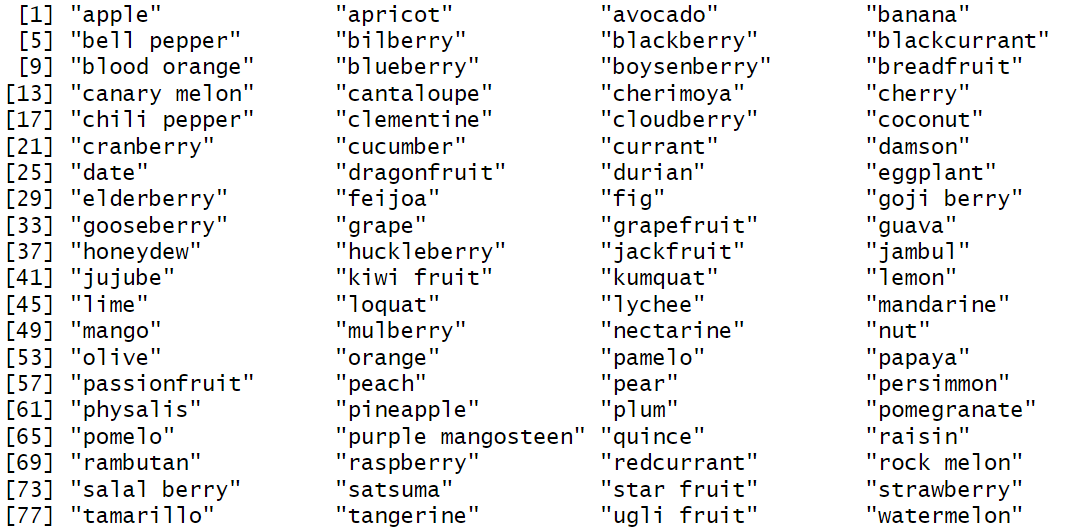 [1] "apple" "apricot" "avocado" "banana"
[5] "bell pepper" "bilberry" "blackberry" "blackcurrant"
[9] "blood orange" "blueberry" "boysenberry" "breadfruit"
[13] "canary melon" "cantaloupe" "cherimoya" "cherry"
[17] "chili pepper" "clementine" "cloudberry" "coconut"
[21] "cranberry" "cucumber" "currant" "damson"
[25] "date" "dragonfruit" "durian" "eggplant"
[29] "elderberry" "feijoa" "fig" "goji berry"
[33] "gooseberry" "grape" "grapefruit" "guava"
[37] "honeydew" "huckleberry" "jackfruit" "jambul"
[41] "jujube" "kiwi fruit" "kumquat" "lemon"
[45] "lime" "loquat" "lychee" "mandarine"
[49] "mango" "mulberry" "nectarine" "nut"
[53] "olive" "orange" "pamelo" "papaya"
[57] "passionfruit" "peach" "pear" "persimmon"
[61] "physalis" "pineapple" "plum" "pomegranate"
[65] "pomelo" "purple mangosteen" "quince" "raisin"
[69] "rambutan" "raspberry" "redcurrant" "rock melon"
[73] "salal berry" "satsuma" "star fruit" "strawberry"
[77] "tamarillo" "tangerine" "ugli fruit" "watermelon"